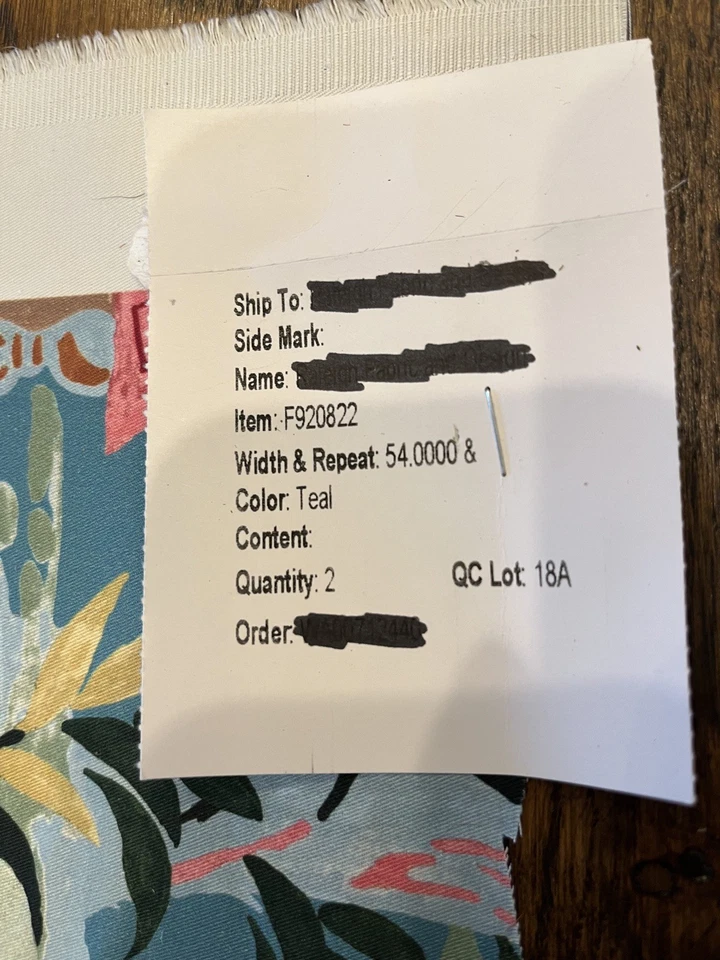 Ship To:
Side Mark:
Name:
Item: F920822
Width & Repeat: 54.0000 &
Color: Teal
Content:
Quantity: 2 QC Lot: 18A
Order: